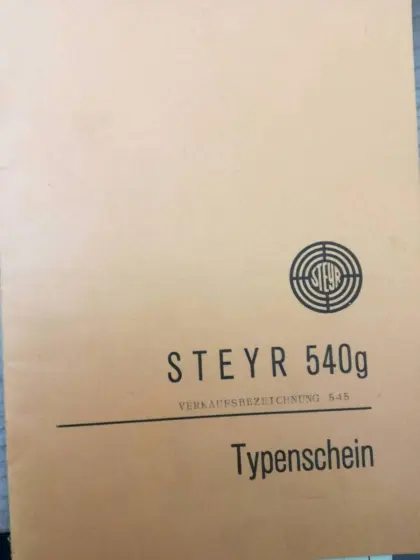 STEYR
STEYR 540g
VERKAUFSBEZEICHNUNG 545
Typenschein